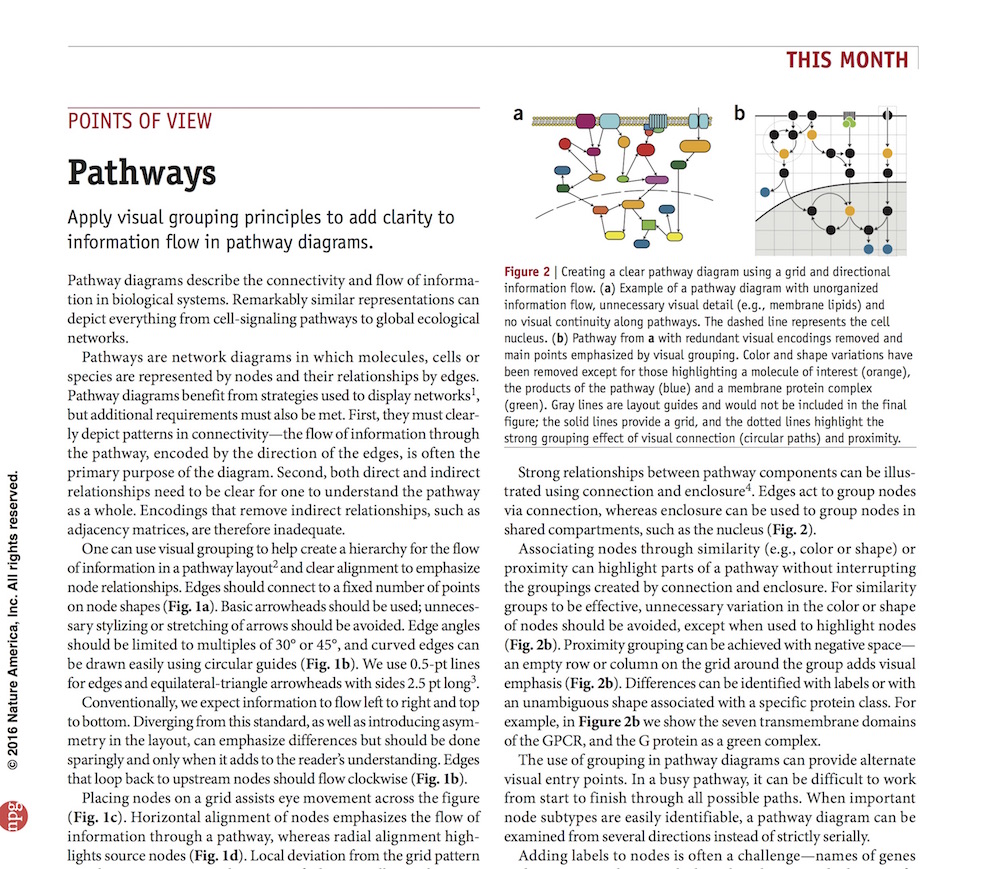 THIS MONTH
POINTS OF VIEW
Pathways
Apply visual grouping principles to add clarity to
information flow in pathway diagrams.
Pathway diagrams describe the connectivity and flow of informa-
tion in biological systems. Remarkably similar representations can
depict everything from cell-signaling pathways to global ecological
networks.
Pathways are network diagrams in which molecules, cells or
species are represented by nodes and their relationships by edges.
Pathway diagrams benefit from strategies used to display networks1,
but additional requirements must also be met. First, they must clear-
ly depict patterns in connectivity—the flow of information through
the pathway, encoded by the direction of the edges, is often the
primary purpose of the diagram. Second, both direct and indirect
relationships need to be clear for one to understand the pathway
as a whole. Encodings that remove indirect relationships, such as
adjacency matrices, are therefore inadequate.
One can use visual grouping to help create a hierarchy for the flow
of information in a pathway layout2 and clear alignment to emphasize
node relationships. Edges should connect to a fixed number of points
on node shapes (Fig. 1a). Basic arrowheads should be used; unneces-
sary stylizing or stretching of arrows should be avoided. Edge angles
should be limited to multiples of 30° or 45°, and curved edges can
be drawn easily using circular guides (Fig. 1b). We use 0.5-pt lines
for edges and equilateral-triangle arrowheads with sides 2.5 pt long3.
Conventionally, we expect information to flow left to right and top
to bottom. Diverging from this standard, as well as introducing asym-
metry in the layout, can emphasize differences but should be done
sparingly and only when it adds to the reader's understanding. Edges
that loop back to upstream nodes should flow clockwise (Fig. 1b).
Placing nodes on a grid assists eye movement across the figure
(Fig. 1c). Horizontal alignment of nodes emphasizes the flow of
information through a pathway, whereas radial alignment high-
lights source nodes (Fig. 1d). Local deviation from the grid pattern
a
b
Figure 2 | Creating a clear pathway diagram using a grid and directional
information flow. (a) Example of a pathway diagram with unorganized
information flow, unnecessary visual detail (e.g., membrane lipids) and
no visual continuity along pathways. The dashed line represents the cell
nucleus. (b) Pathway from a with redundant visual encodings removed and
main points emphasized by visual grouping. Color and shape variations have
been removed except for those highlighting a molecule of interest (orange),
the products of the pathway (blue) and a membrane protein complex
(green). Gray lines are layout guides and would not be included in the final
figure; the solid lines provide a grid, and the dotted lines highlight the
strong grouping effect of visual connection (circular paths) and proximity.
Strong relationships between pathway components can be illus-
trated using connection and enclosure4. Edges act to group nodes
via connection, whereas enclosure can be used to group nodes in
shared compartments, such as the nucleus (Fig. 2).
Associating nodes through similarity (e.g., color or shape) or
proximity can highlight parts of a pathway without interrupting
the groupings created by connection and enclosure. For similarity
groups to be effective, unnecessary variation in the color or shape
of nodes should be avoided, except when used to highlight nodes
(Fig. 2b). Proximity grouping can be achieved with negative space—
an empty row or column on the grid around the group adds visual
emphasis (Fig. 2b). Differences can be identified with labels or with
an unambiguous shape associated with a specific protein class. For
example, in Figure 2b we show the seven transmembrane domains
of the GPCR, and the G protein as a green complex.
The use of grouping in pathway diagrams can provide alternate
visual entry points. In a busy pathway, it can be difficult to work
from start to finish through all possible paths. When important
node subtypes are easily identifiable, a pathway diagram can be
examined from several directions instead of strictly serially.
Adding labels to nodes is often a challenge—names of genes
© 2016 Nature America, Inc. All rights reserved.
npg